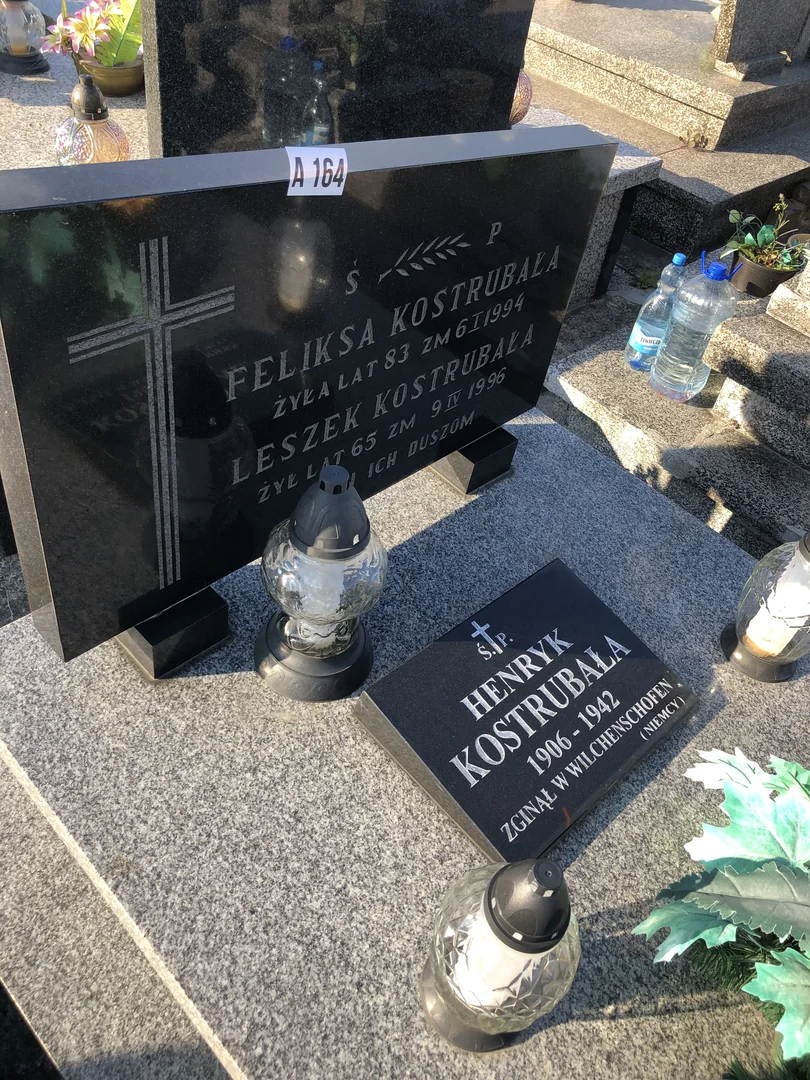 A 164
Ś P
FELIKSA KOSTRUBAŁA
ŻYŁA LAT 83 ZM 6 I 1994
LESZEK KOSTRUBAŁA
ŻYŁ LAT 65 ZM 9 IV 1996
ICH DUSZOM
Ś.P.
HENRYK
KOSTRUBAŁA
1906 - 1942
ZGINĄŁ W WILCHENSCHOFEN
(NIEMCY)